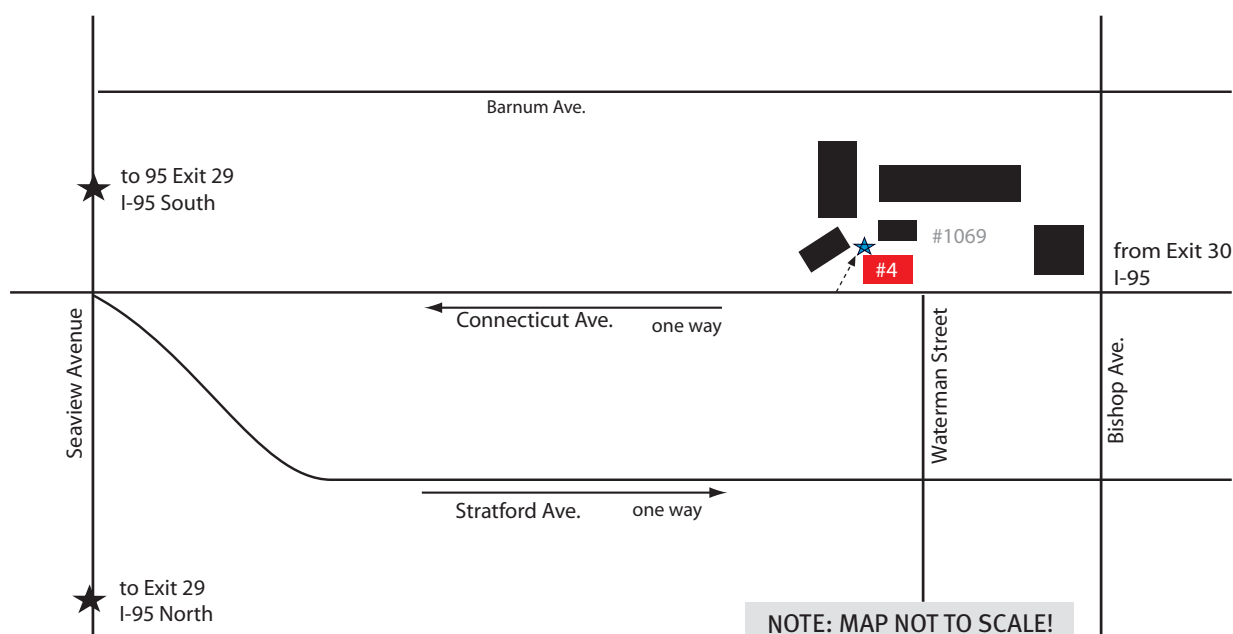 Barnum Ave.
to 95 Exit 29
I-95 South
#1069
#4
from Exit 30
I-95
Connecticut Ave.
one way
Seaview Avenue
Waterman Street
Bishop Ave.
Stratford Ave.
one way
to Exit 29
I-95 North
NOTE: MAP NOT TO SCALE!